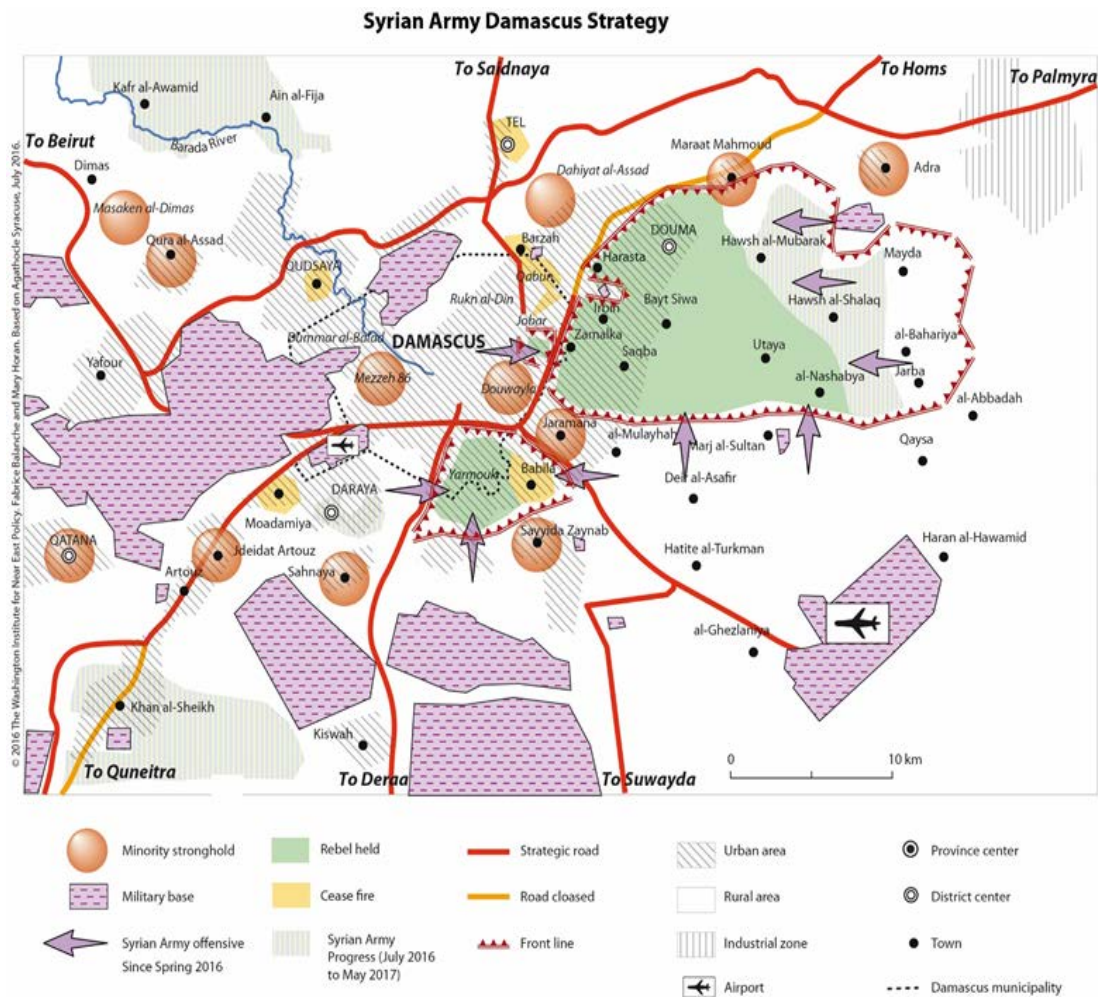 Syrian Army Damascus Strategy
To Saidnaya
To Homs
To Palmyra
Kafr al-Awamid
Ain al-Fija
Barada River
To Beirut
Dimas
TEL
Maraat Mahmoud
Adra
Dahiyat al-Assad
Masaken al-Dimas
Qura al-Assad
QUDSAYA
Barzah
Qabun
DOUMA
Harasta
Hawsh al-Mubarak
Mayda
Rukn al-Din
Irbin
Bayt Siwa
Hawsh al-Shalaq
Jobar
Dummar al-Balad
DAMASCUS
Zamalka
Saqba
Utaya
al-Bahariya
Yafour
Mezzeh 86
Douwayla
al-Nashabya
Jarba
al-Abbadah
Jaramana
al-Mulayhah
Marj al-Sultan
Qaysa
Yarmouk
Babila
Deir al-Asafir
DARAYA
Moadamiya
QATANA
Jdeidat Artouz
Sayyida Zaynab
Hatite al-Turkman
Haran al-Hawamid
Artouz
Sahnaya
al-Ghezlaniya
Khan al-Sheikh
Kiswah
To Quneitra
To Deraa
To Suwayda
0 10 km
© 2016 The Washington Institute for Near East Policy. Fabrice Balanche and Mary Horan. Based on Agathocle Syracuse, July 2016.
Minority stronghold
Rebel held
Strategic road
Urban area
Province center
Military base
Cease fire
Road cloased
Rural area
District center
Syrian Army offensive
Since Spring 2016
Syrian Army
Progress (July 2016
to May 2017)
Front line
Industrial zone
Town
Airport
Damascus municipality